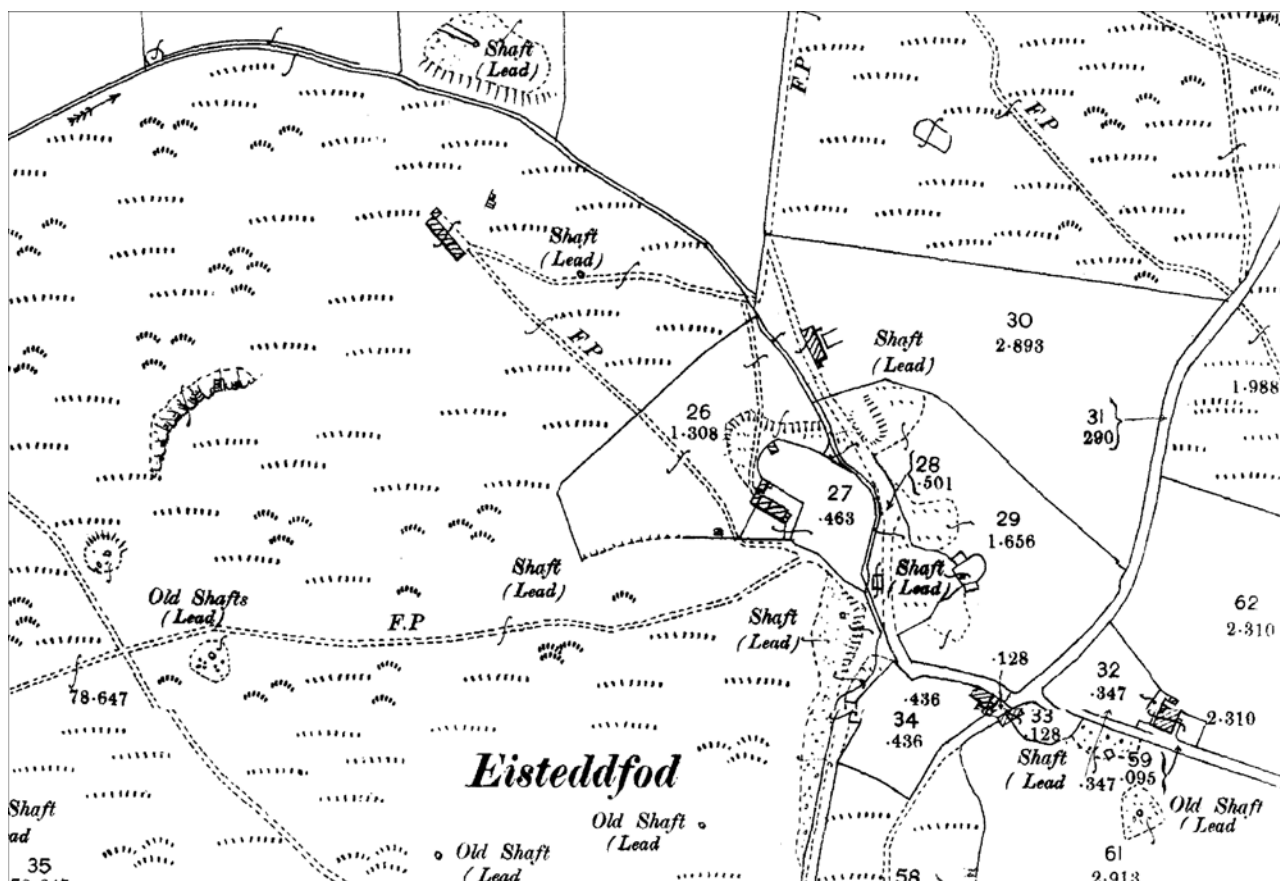 Shaft
(Lead)
F.P
F.P
Shaft
(Lead)
F.P
30
2.893
Shaft
(Lead)
1.988
31
290
26
1.308
28
.501
27
.463
29
1.656
Shaft
(Lead)
Shaft
(Lead)
Old Shafts
(Lead)
F.P
Shaft
(Lead)
62
2.310
78.647
.128
32
.347
.436
34
.436
33
.128
2.310
Shaft
(Lead
59
.095
.347
Eisteddfod
Old Shaft
(Lead
Shaft
ead
Old Shaft
(Lead
Old Shaft
(Lead
35
61
2.913
58